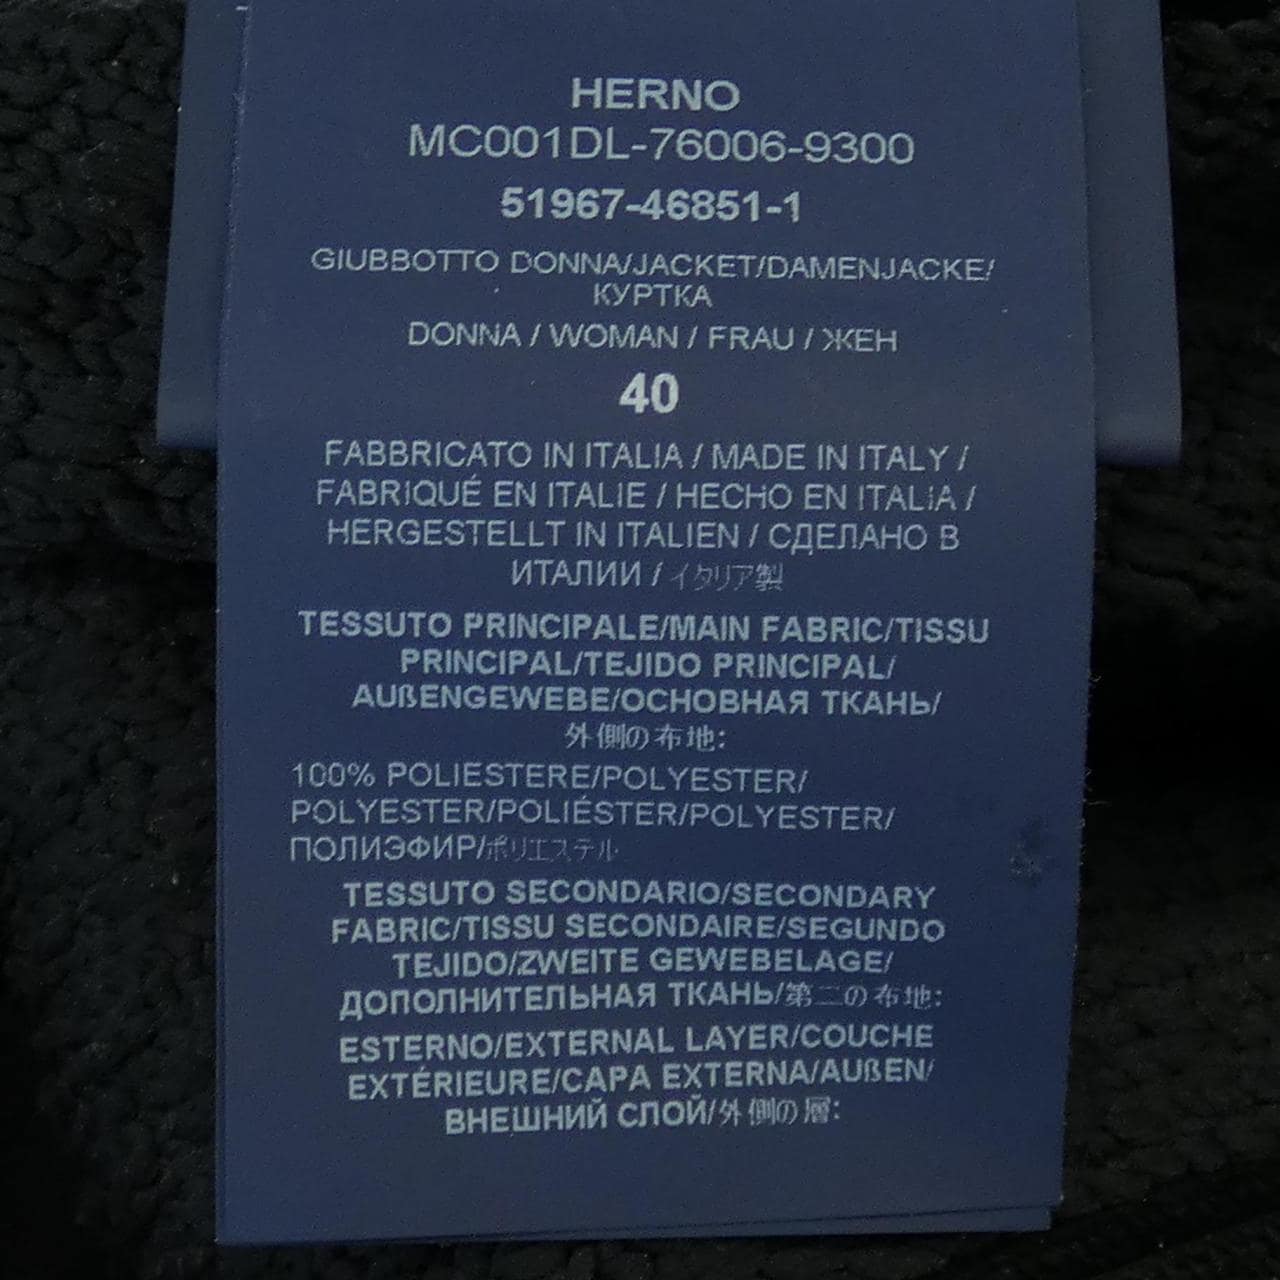 HERNO
MC001DL-76006-9300
51967-46851-1
GIUBBOTTO DONNA/JACKET/DAMENJACKE/
КУРТКА
DONNA / WOMAN / FRAU / ЖЕН
40
FABBRICATO IN ITALIA / MADE IN ITALY /
FABRIQUÉ EN ITALIE / HECHO EN ITALIA /
HERGESTELLT IN ITALIEN / СДЕЛАНО В
ИТАЛИИ / イタリア製
TESSUTO PRINCIPALE/MAIN FABRIC/TISSU
PRINCIPAL/TEJIDO PRINCIPAL/
AUßENGEWEBE/ОСНОВНАЯ ТКАНЬ/
外側の布地:
100% POLIESTERE/POLYESTER/
POLYESTER/POLIÉSTER/POLYESTER/
ПОЛИЭФИР/ポリエステル
TESSUTO SECONDARIO/SECONDARY
FABRIC/TISSU SECONDAIRE/SEGUNDO
TEJIDO/ZWEITE GEWEBELAGE/
ДОПОЛНИТЕЛЬНАЯ ТКАНЬ/第二の布地:
ESTERNO/EXTERNAL LAYER/COUCHE
EXTÉRIEURE/CAPA EXTERNA/AUßEN/
ВНЕШНИЙ СЛОЙ/外側の層: